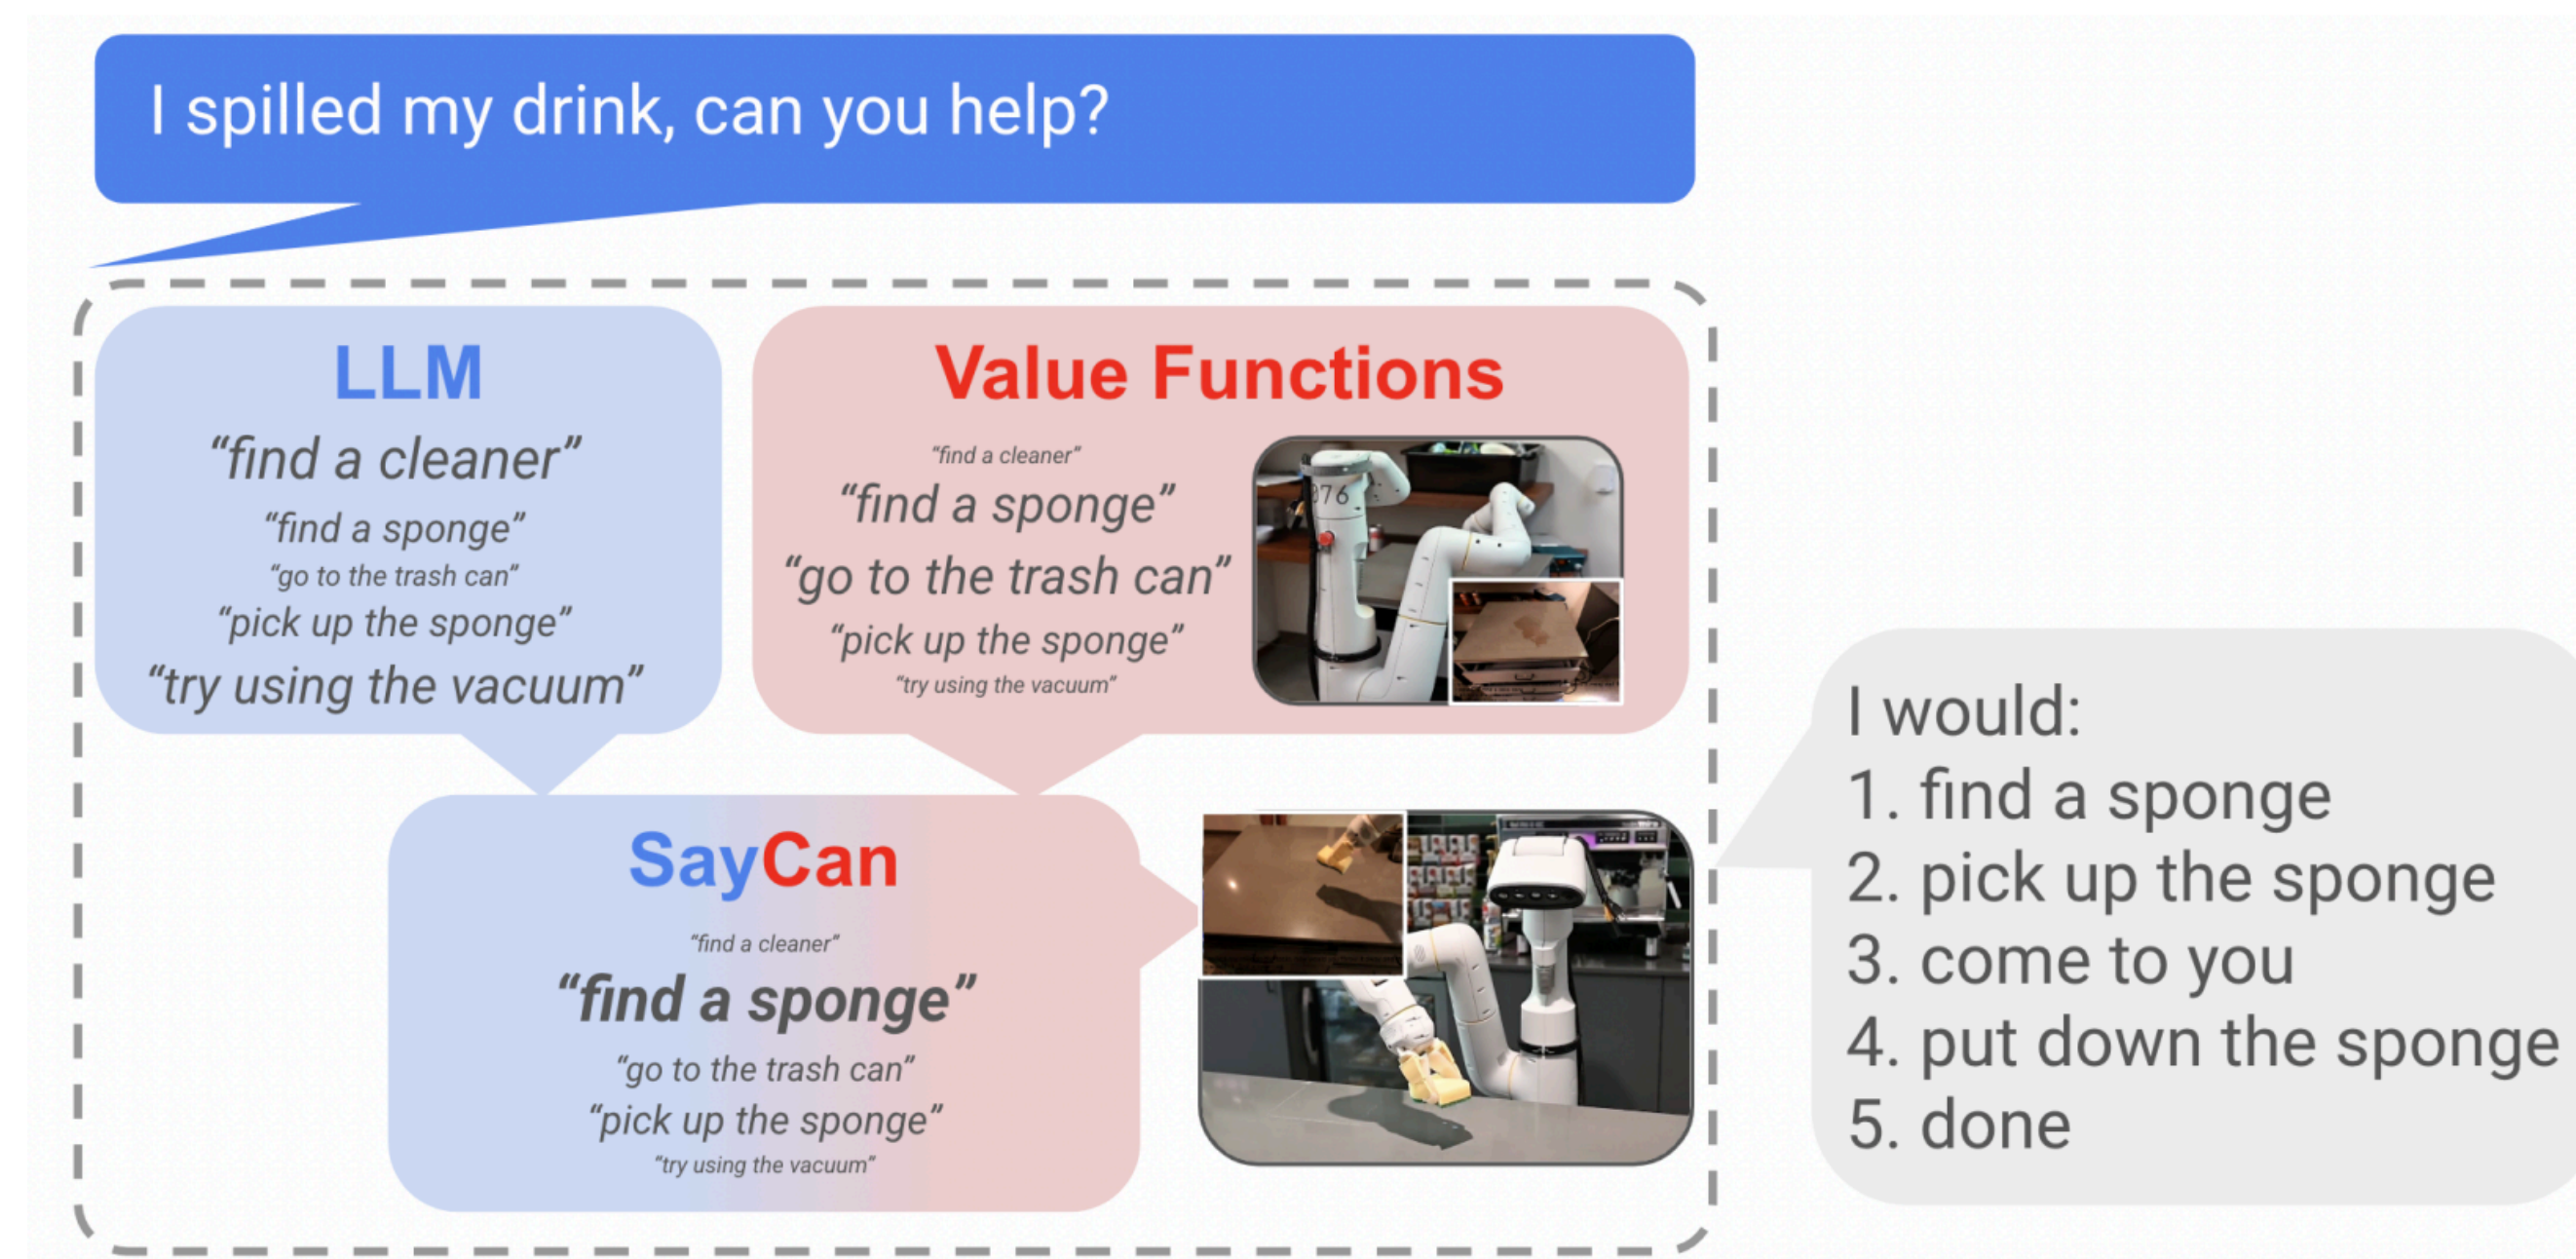 I spilled my drink, can you help?
LLM
“find a cleaner”
“find a sponge”
“go to the trash can”
“pick up the sponge”
“try using the vacuum”
Value Functions
“find a cleaner”
“find a sponge”
“go to the trash can”
“pick up the sponge”
“try using the vacuum”
076
SayCan
“find a cleaner”
“find a sponge”
“go to the trash can”
“pick up the sponge”
“try using the vacuum”
I would:
1. find a sponge
2. pick up the sponge
3. come to you
4. put down the sponge
5. done